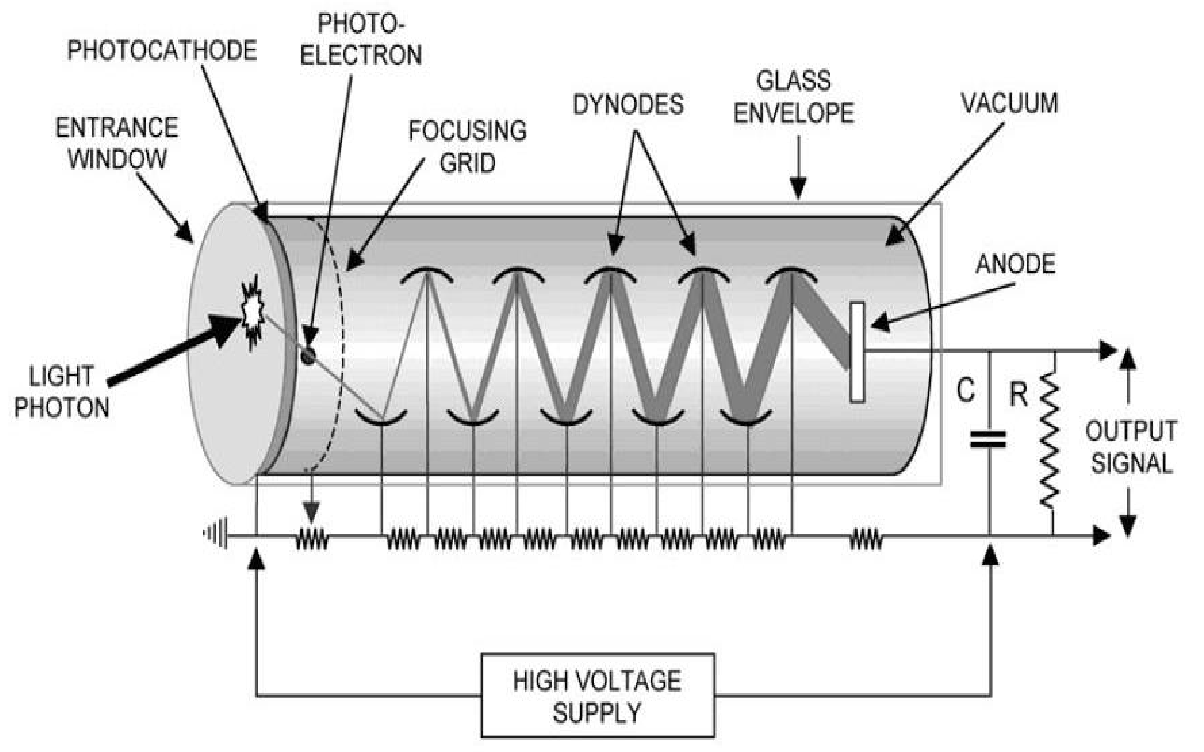 PHOTO-
ELECTRON
PHOTOCATHODE
ENTRANCE
WINDOW
FOCUSING
GRID
DYNODES
GLASS
ENVELOPE
VACUUM
ANODE
LIGHT
PHOTON
C
R
OUTPUT
SIGNAL
HIGH VOLTAGE
SUPPLY